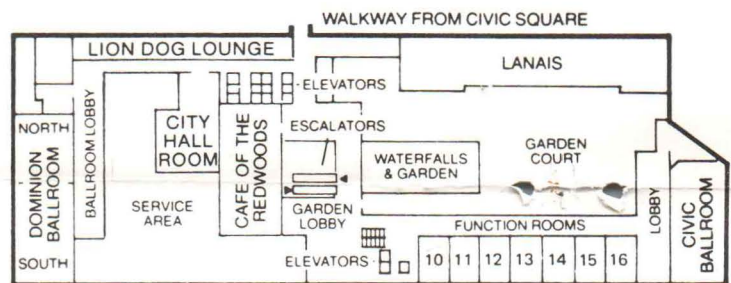 WALKWAY FROM CIVIC SQUARE
LION DOG LOUNGE
LANAIS
ELEVATORS
ESCALATORS
NORTH
DOMINION
BALLROOM
SOUTH
BALLROOM LOBBY
CITY
HALL
ROOM
SERVICE
AREA
CAFE OF THE
REDWOODS
WATERFALLS
& GARDEN
GARDEN
COURT
GARDEN
LOBBY
FUNCTION ROOMS
LOBBY
CIVIC
BALLROOM
ELEVATORS
10 11 12 13 14 15 16